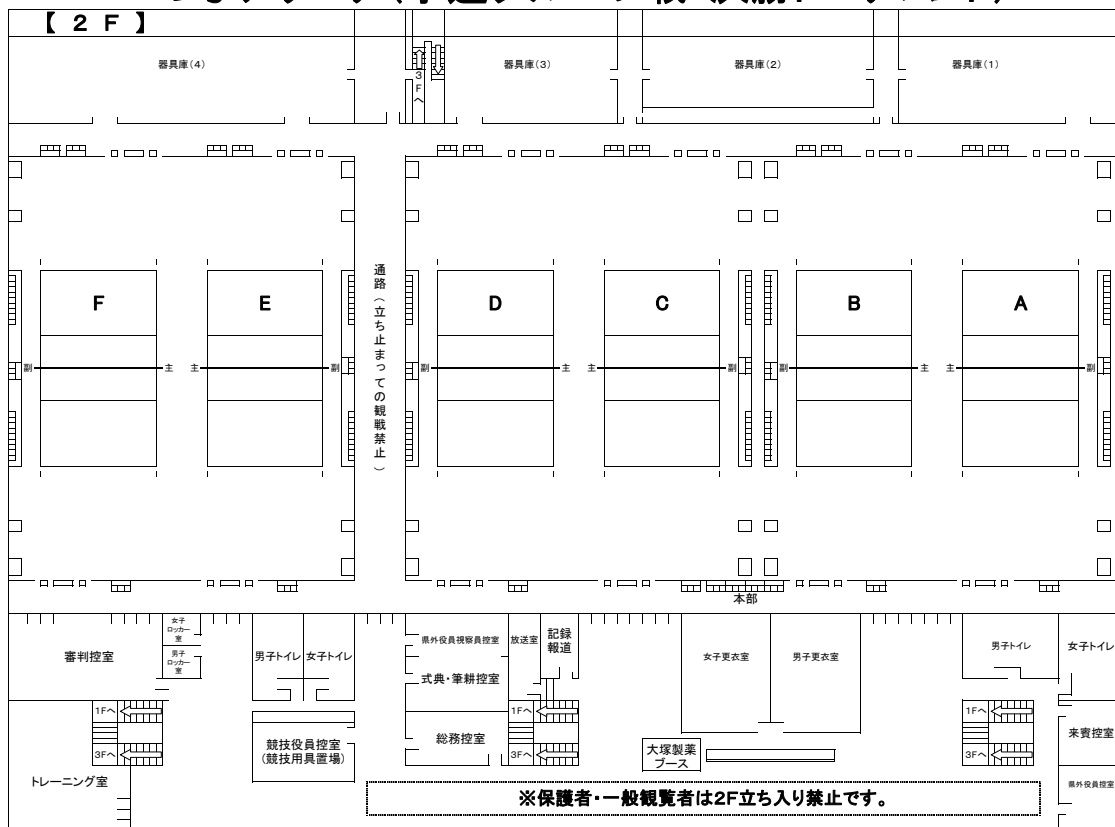 【 2 F 】
器具庫(4)
3Fへ
器具庫(3)
器具庫(2)
器具庫(1)
通路(立ち止まっての観戦禁止)
F
E
D
C
B
A
副
主
主
副
副
主
主
副
副
主
主
副
本部
審判控室
女子
ロッカー
室
男子
ロッカー
室
男子トイレ
女子トイレ
県外役員視察員控室
放送室
記録
報道
式典・筆耕控室
女子更衣室
男子更衣室
男子トイレ
女子トイレ
1Fへ
3Fへ
競技役員控室
(競技用具置場)
総務控室
1Fへ
3Fへ
大塚製薬
ブース
1Fへ
3Fへ
来賓控室
トレーニング室
県外役員控室
※保護者・一般観覧者は2F立ち入り禁止です。